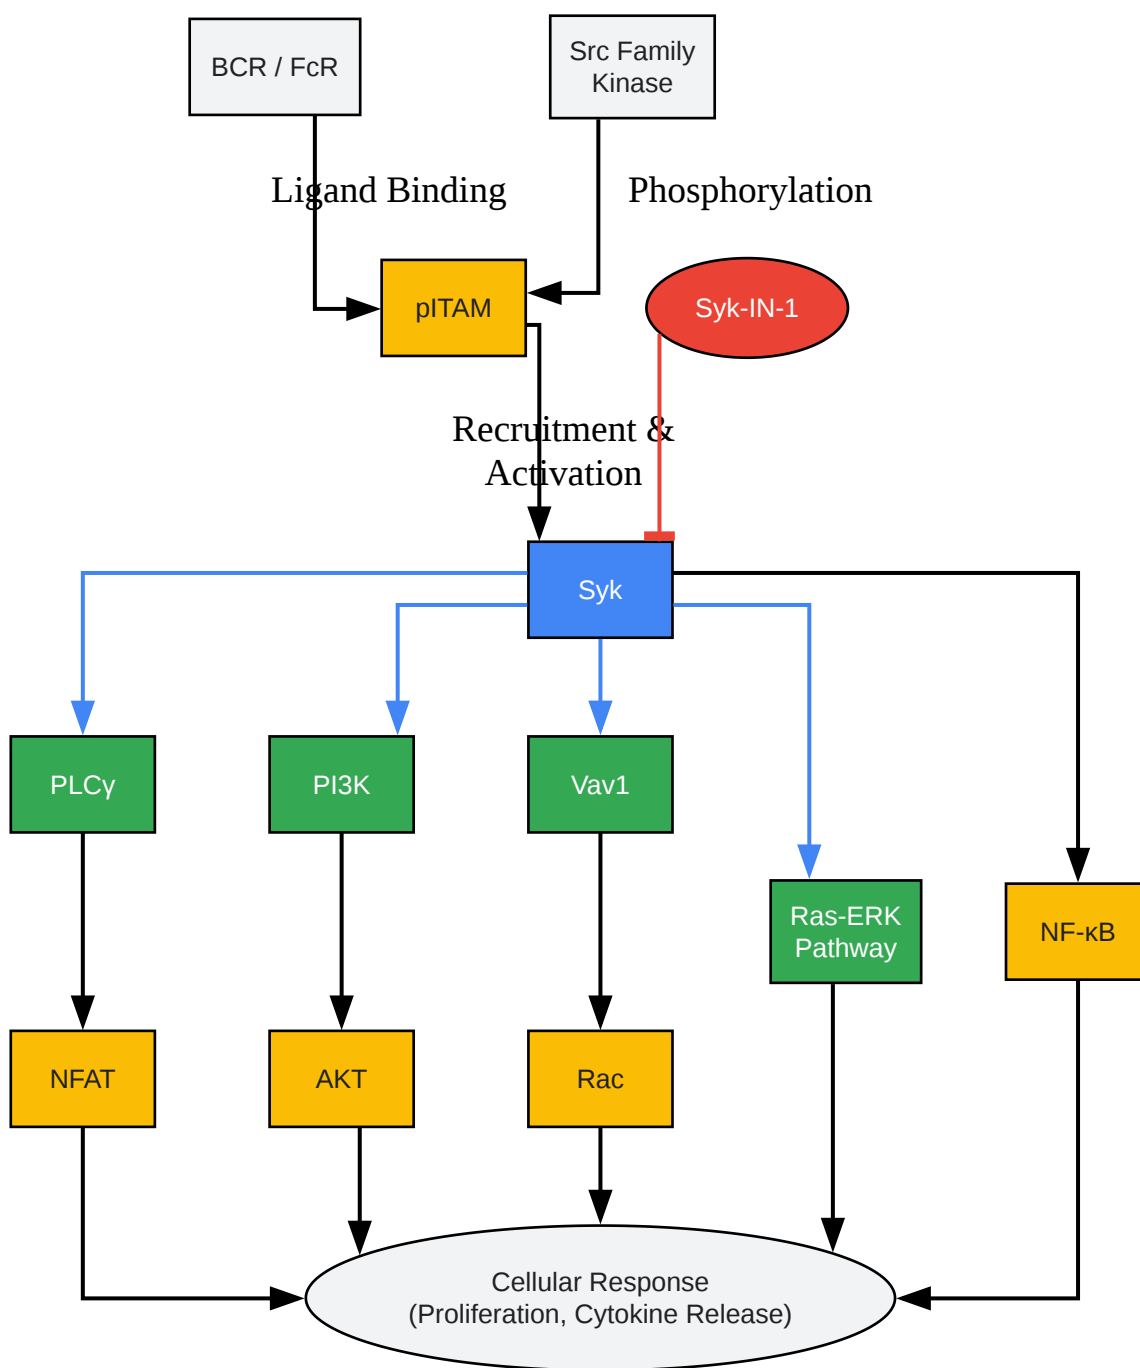 BCR / FcR
Src Family
Kinase
Ligand Binding
Phosphorylation
pITAM
Syk-IN-1
Recruitment &
Activation
Syk
PLCγ
PI3K
Vav1
Ras-ERK
Pathway
NF-κB
NFAT
AKT
Rac
Cellular Response
(Proliferation, Cytokine Release)